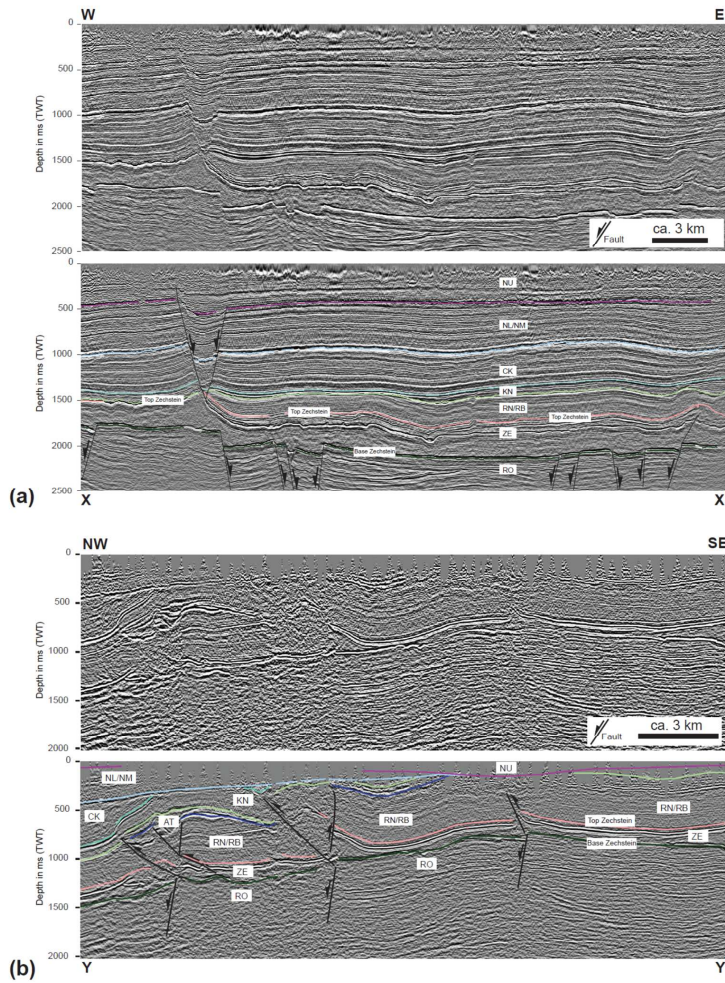 W
E
0
500
1000
1500
2000
2500
Depth in ms (TWT)
Fault
ca. 3 km
0
500
1000
1500
2000
2500
Depth in ms (TWT)
NU
NL/NM
CK
KN
RN/RB
Top Zechstein
Top Zechstein
Top Zechstein
ZE
Base Zechstein
RO
(a)
X
X
NW
SE
0
500
1000
1500
2000
Depth in ms (TWT)
Fault
ca. 3 km
0
500
1000
1500
2000
Depth in ms (TWT)
NU
NL/NM
KN
RN/RB
CK
AT
RN/RB
RN/RB
Top Zechstein
ZE
Base Zechstein
ZE
RO
RO
(b)
Y
Y